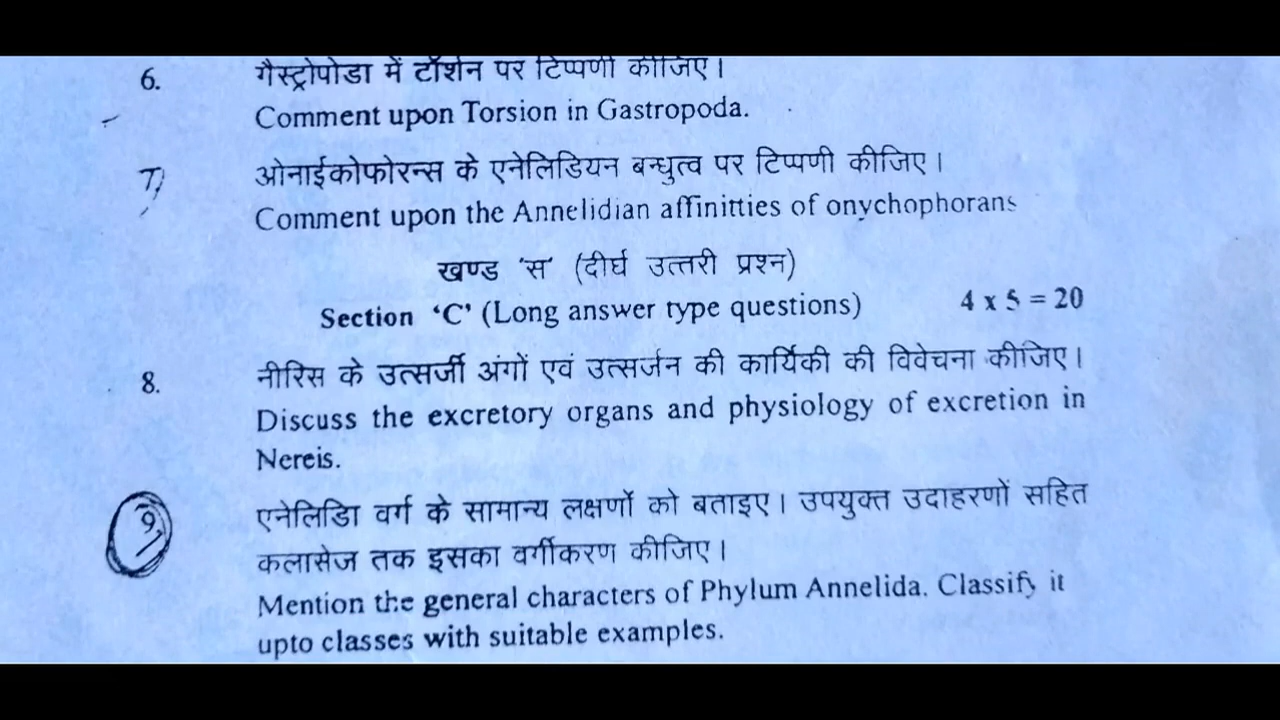 6. गैस्ट्रोपोडा में टॉर्शन पर टिप्पणी कीजिए।
Comment upon Torsion in Gastropoda.
7) ओनाईकोफोरन्स के एनेलिडियन बन्धुत्व पर टिप्पणी कीजिए।
Comment upon the Annelidian affinitties of onychophorans
खण्ड 'स' (दीर्घ उत्तरी प्रश्न)
Section 'C' (Long answer type questions) 4 x 5 = 20
8. नीरिस के उत्सर्जी अंगों एवं उत्सर्जन की कार्यिकी की विवेचना कीजिए।
Discuss the excretory organs and physiology of excretion in
Nereis.
9) एनेलिडिा वर्ग के सामान्य लक्षणों को बताइए। उपयुक्त उदाहरणों सहित
कलासेज तक इसका वर्गीकरण कीजिए।
Mention the general characters of Phylum Annelida. Classify it
upto classes with suitable examples.